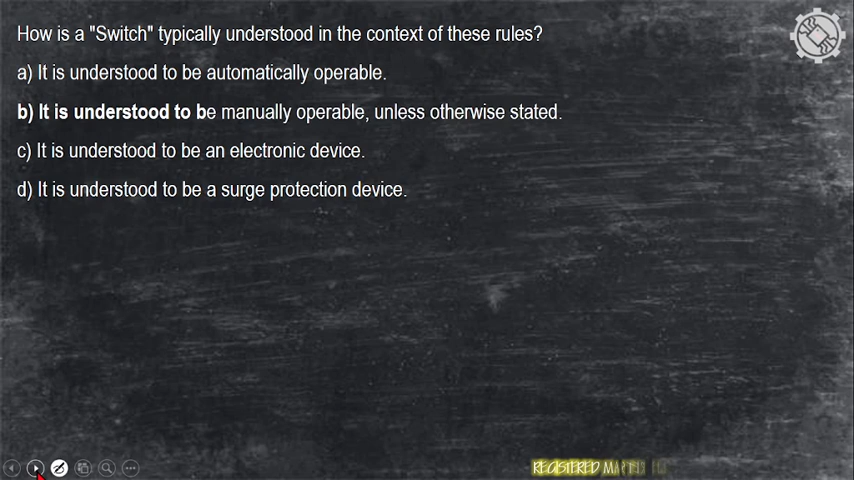 How is a "Switch" typically understood in the context of these rules?
a) It is understood to be automatically operable.
b) It is understood to be manually operable, unless otherwise stated.
c) It is understood to be an electronic device.
d) It is understood to be a surge protection device.
REGISTERED